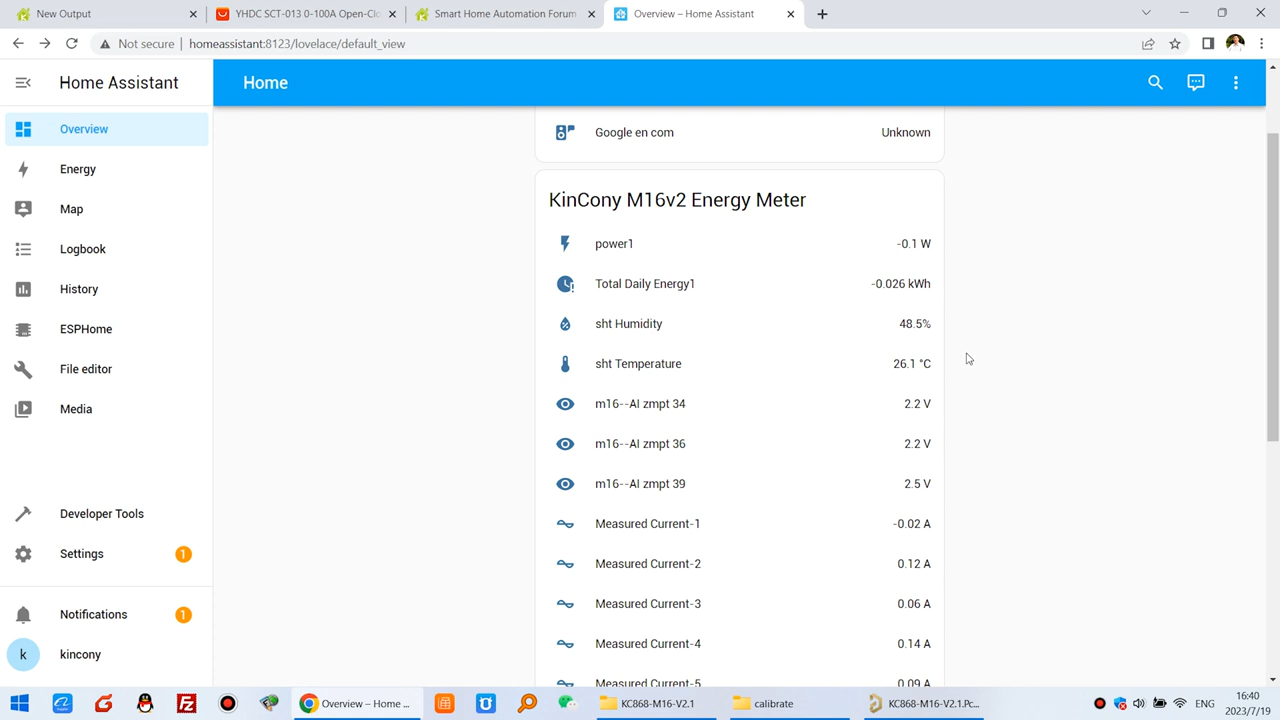 New Output
YHDC SCT-013 0-100A Open-Clo
Smart Home Automation Forum
Overview – Home Assistant
Not secure
homeassistant:8123/lovelace/default_view
Home Assistant
Home
Overview
Google en com
Unknown
Energy
Map
KinCony M16v2 Energy Meter
Logbook
power1
-0.1 W
History
Total Daily Energy1
-0.026 kWh
ESPHome
sht Humidity
48.5%
File editor
sht Temperature
26.1 °C
Media
m16--AI zmpt 34
2.2 V
m16--AI zmpt 36
2.2 V
m16--AI zmpt 39
2.5 V
Developer Tools
Measured Current-1
-0.02 A
Settings
1
Measured Current-2
0.12 A
Notifications
1
Measured Current-3
0.06 A
k
kincony
Measured Current-4
0.14 A
Measured Current-5
0.09 A
Overview – Home ...
KC868-M16-V2.1
calibrate
KC868-M16-V2.1.Pc...
ENG
16:40
2023/7/19